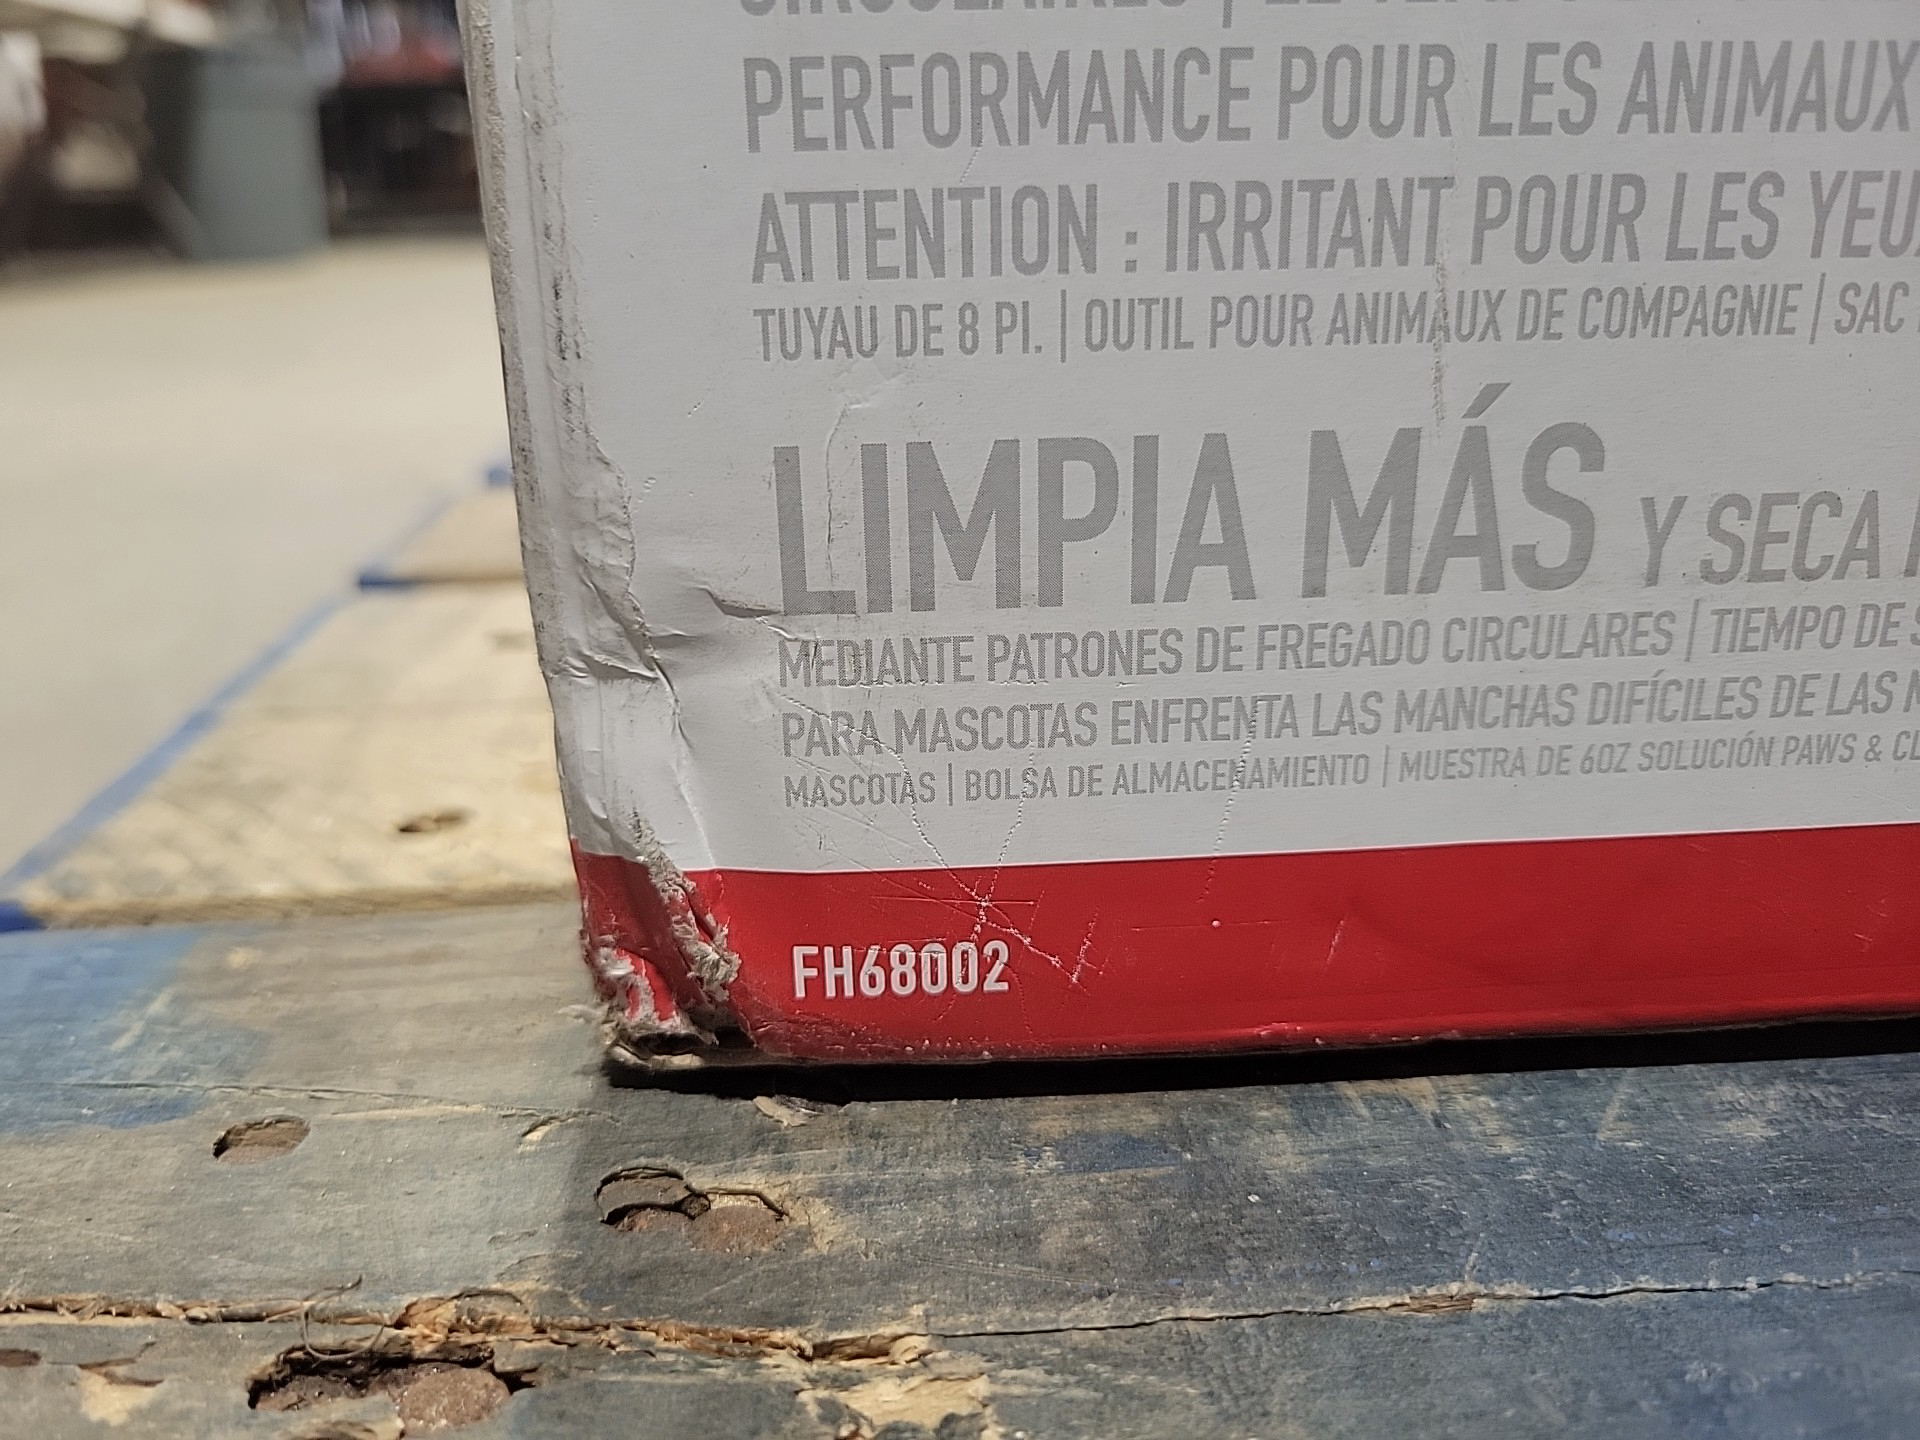 PERFORMANCE POUR LES ANIMAUX
ATTENTION : IRRITANT POUR LES YEUX
TUYAU DE 8 PI. | OUTIL POUR ANIMAUX DE COMPAGNIE | SAC
LIMPIA MÁS Y SECA
MEDIANTE PATRONES DE FREGADO CIRCULARES | TIEMPO DE
PARA MASCOTAS ENFRENTA LAS MANCHAS DIFÍCILES DE LAS
MASCOTAS | BOLSA DE ALMACENAMIENTO | MUESTRA DE 6OZ SOLUCIÓN PAWS &
FH68002